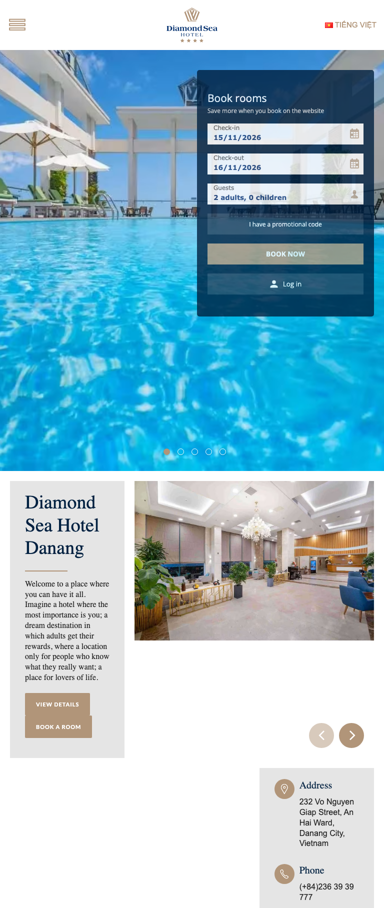 DiamondSea
HOTEL
TIẾNG VIỆT
Book rooms
Save more when you book on the website
Check-in
15/11/2026
Check-out
16/11/2026
Guests
2 adults, 0 children
I have a promotional code
BOOK NOW
Log in
Diamond
Sea Hotel
Danang
Welcome to a place where
you can have it all.
Imagine a hotel where the
most importance is you; a
dream destination in
which adults get their
rewards, where a location
only for people who know
what they really want; a
place for lovers of life.
VIEW DETAILS
BOOK A ROOM
Address
232 Vo Nguyen
Giap Street, An
Hai Ward,
Danang City,
Vietnam
Phone
(+84)236 39 39
777